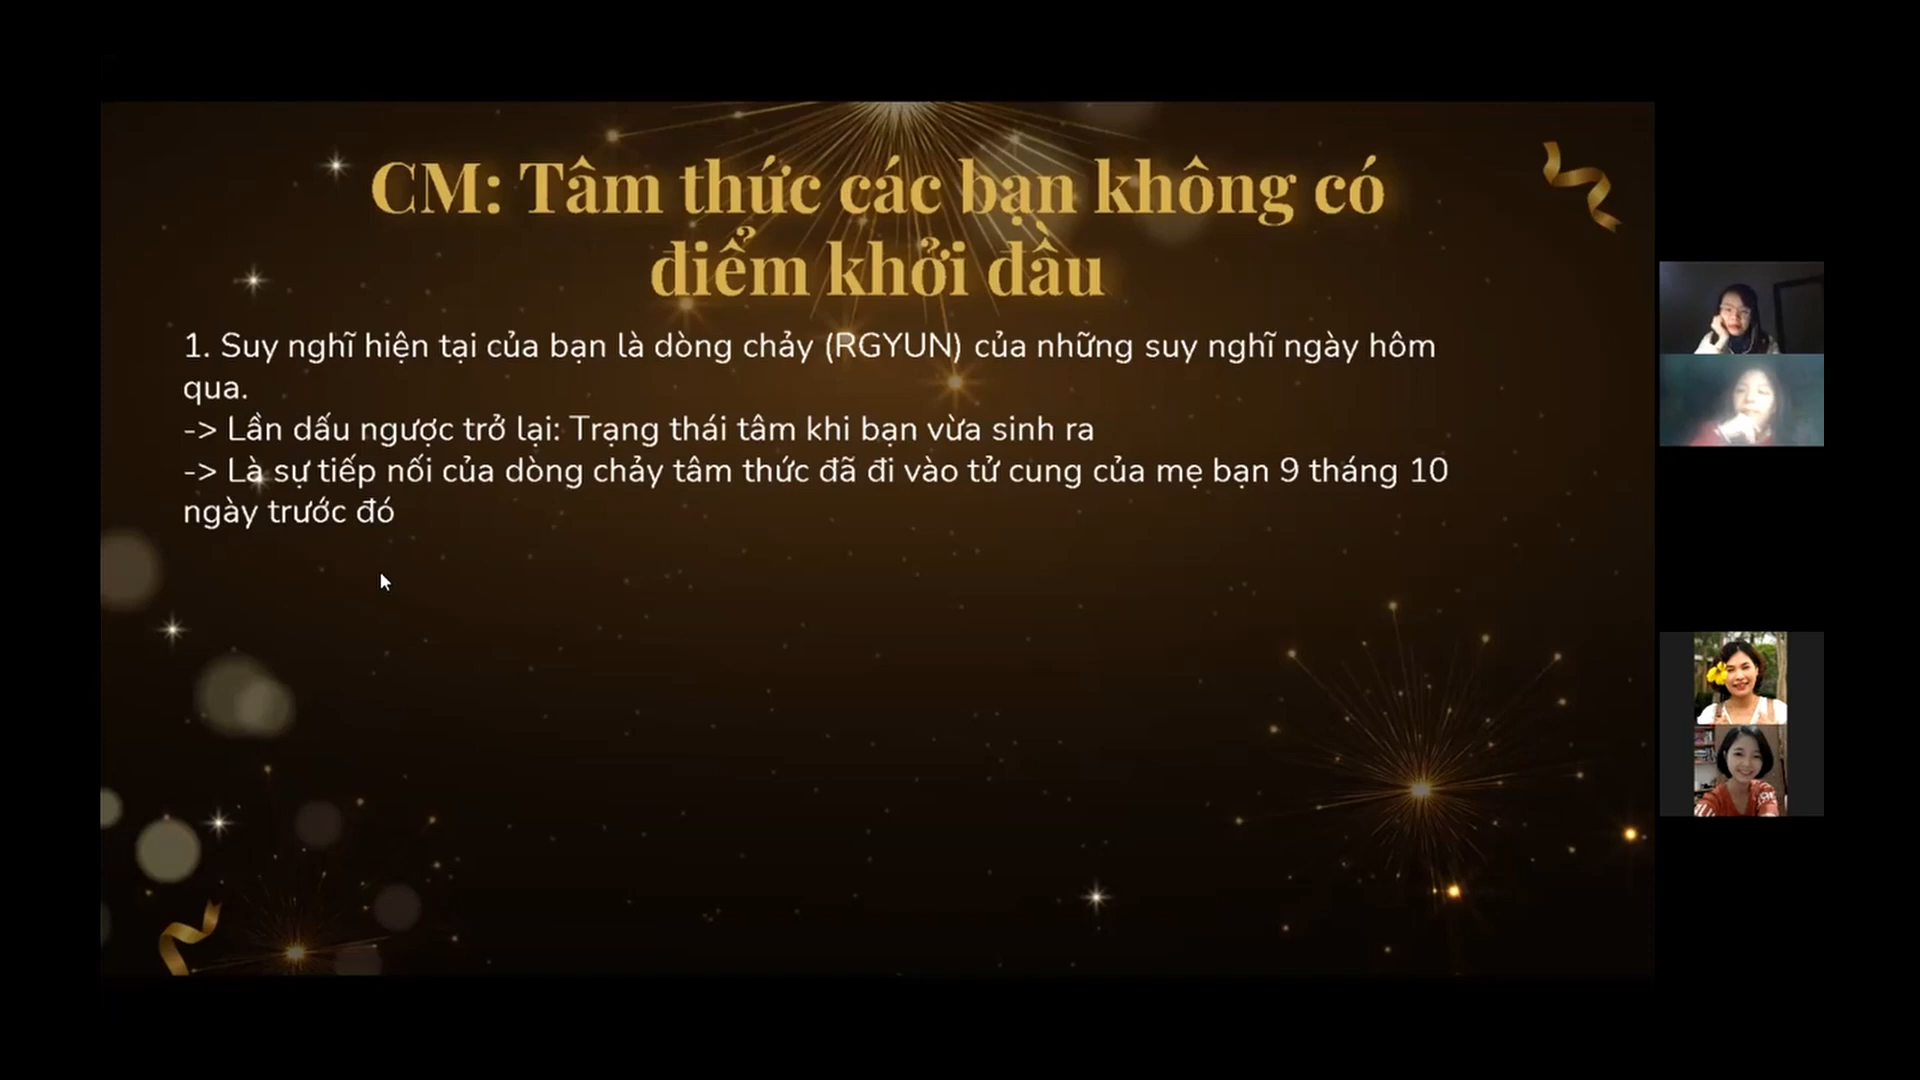 CM: Tâm thức các bạn không có
điểm khởi đầu
1. Suy nghĩ hiện tại của bạn là dòng chảy (RGYUN) của những suy nghĩ ngày hôm
qua.
-> Lần dấu ngược trở lại: Trạng thái tâm khi bạn vừa sinh ra
-> Là sự tiếp nối của dòng chảy tâm thức đã đi vào tử cung của mẹ bạn 9 tháng 10
ngày trước đó